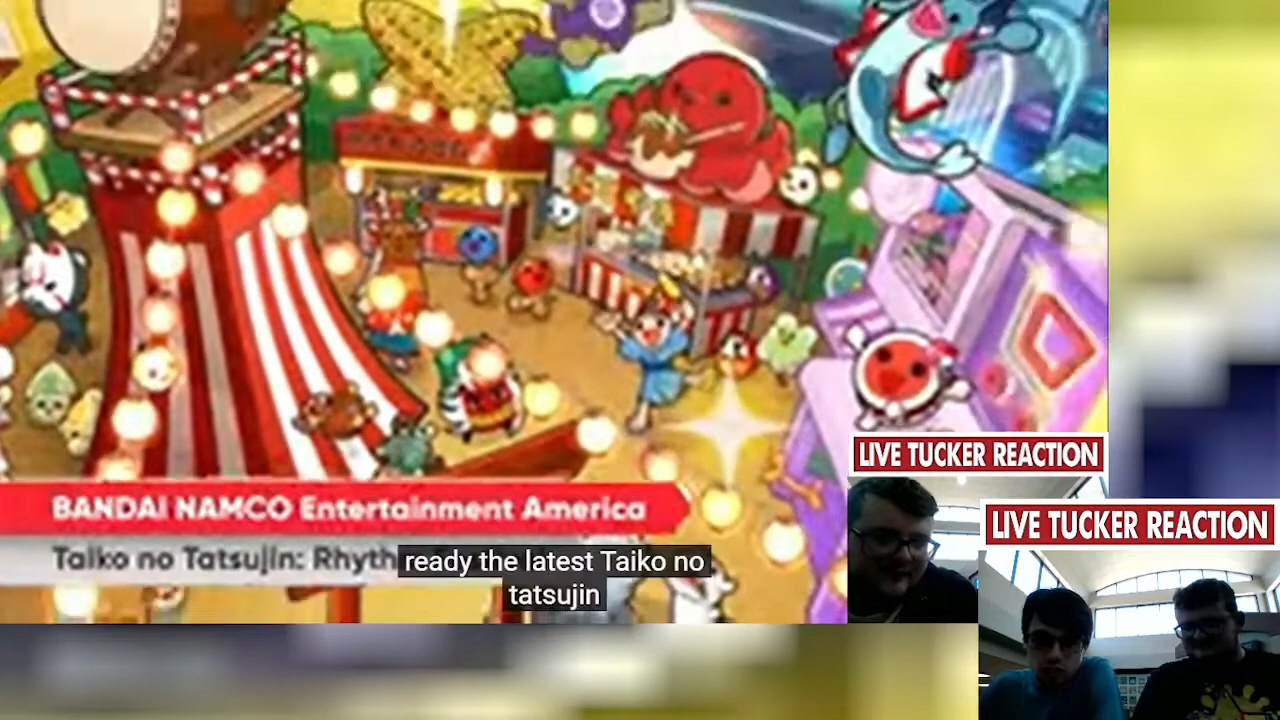 BANDAI NAMCO Entertainment America
Taiko no Tatsujin: Rhyth
ready the latest Taiko no
tatsujin
LIVE TUCKER REACTION
LIVE TUCKER REACTION